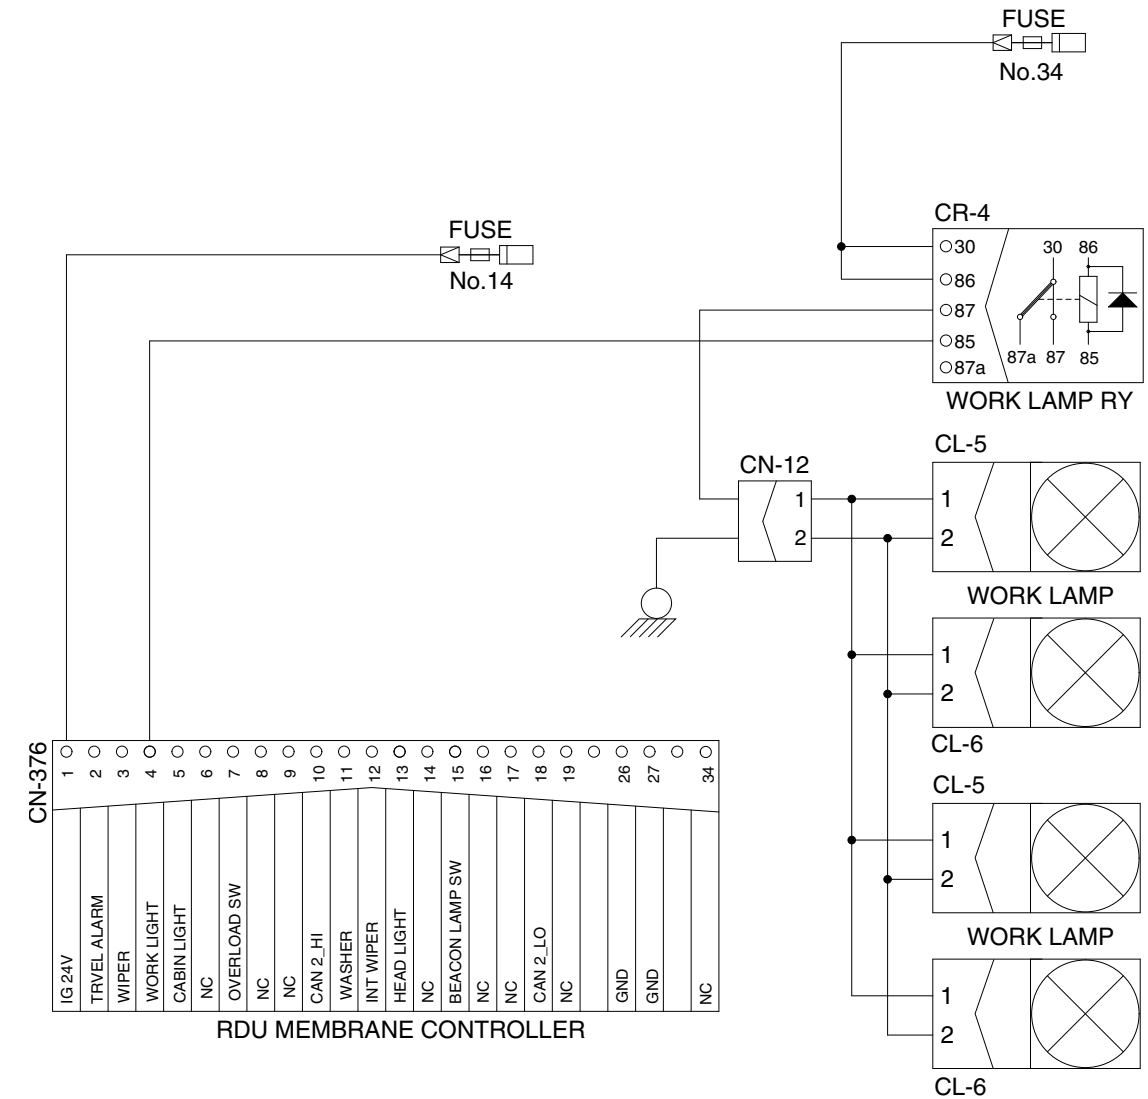 FUSE
No.34
CR-4
30
86
87
85
87a
30 86
87a 87 85
WORK LAMP RY
FUSE
No.14
CN-12
1
2
CL-5
1
2
WORK LAMP
1
2
CL-6
CL-5
1
2
WORK LAMP
1
2
CL-6
CN-376
1 2 3 4 5 6 7 8 9 10 11 12 13 14 15 16 17 18 19 26 27 34
IG 24V
TRVEL ALARM
WIPER
WORK LIGHT
CABIN LIGHT
NC
OVERLOAD SW
NC
NC
CAN 2_HI
WASHER
INT WIPER
HEAD LIGHT
NC
BEACON LAMP SW
NC
NC
CAN 2_LO
NC
GND
GND
NC
RDU MEMBRANE CONTROLLER